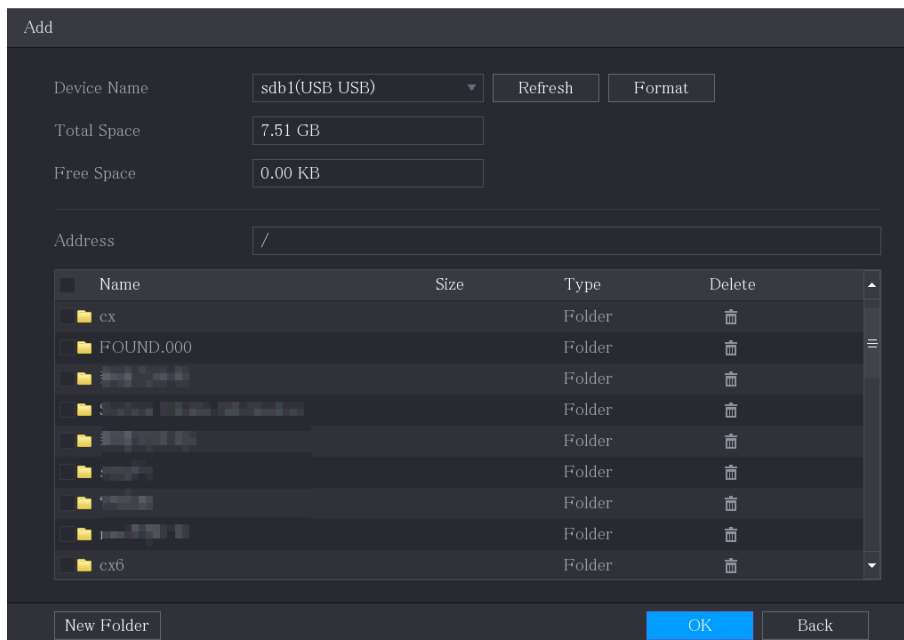 Add
Device Name sdb1(USB USB) Refresh Format
Total Space 7.51 GB
Free Space 0.00 KB
Address /
Name Size Type Delete
cx Folder
FOUND.000 Folder
Folder
Folder
Folder
Folder
Folder
Folder
cx6 Folder
New Folder OK Back